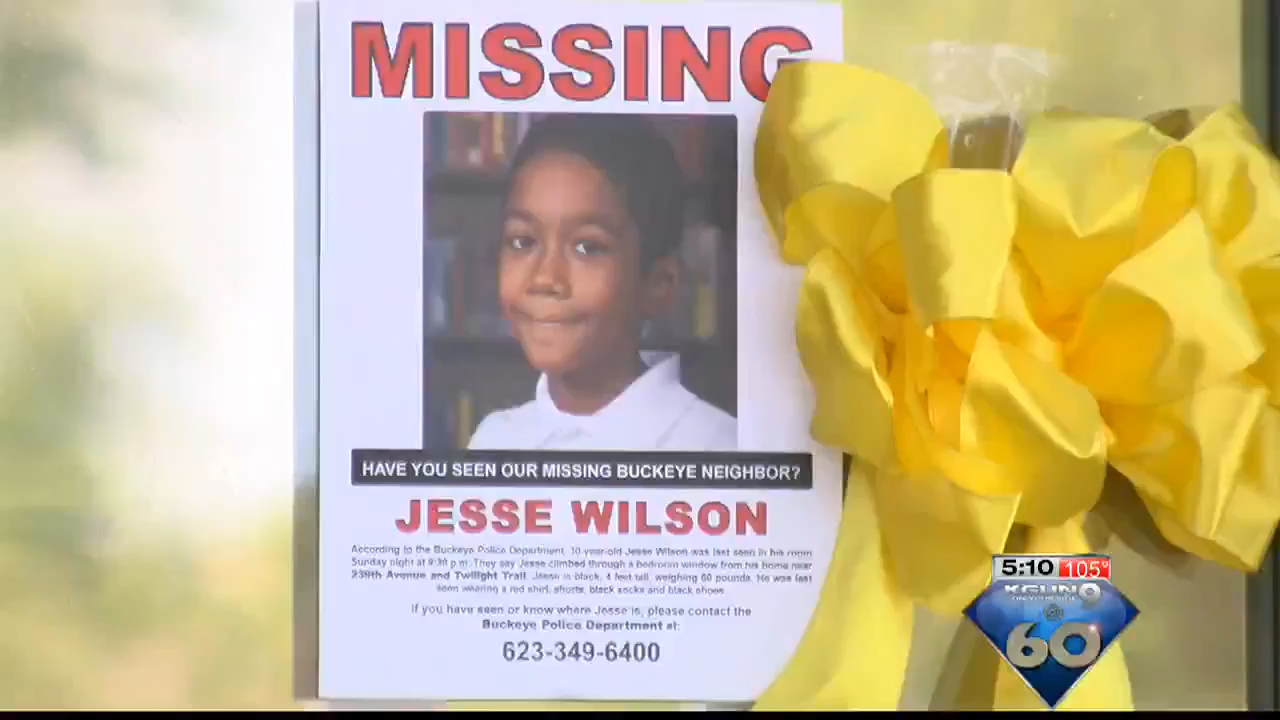 MISSING
HAVE YOU SEEN OUR MISSING BUCKEYE NEIGHBOR?
JESSE WILSON
According to the Buckeye Police Department, 10-year-old Jesse Wilson was last seen in his room
Sunday night at 9:30 p.m. They say Jesse climbed through a bedroom window from his home near
239th Avenue and Twilight Trail. Jesse is black, 4 feet tall, weighing 60 pounds. He was last
seen wearing a red shirt, shorts, black socks and black shoes.
If you have seen or know where Jesse is, please contact the
Buckeye Police Department at:
623-349-6400
5:10 105°
KGUN9
ON YOUR SIDE
@
60